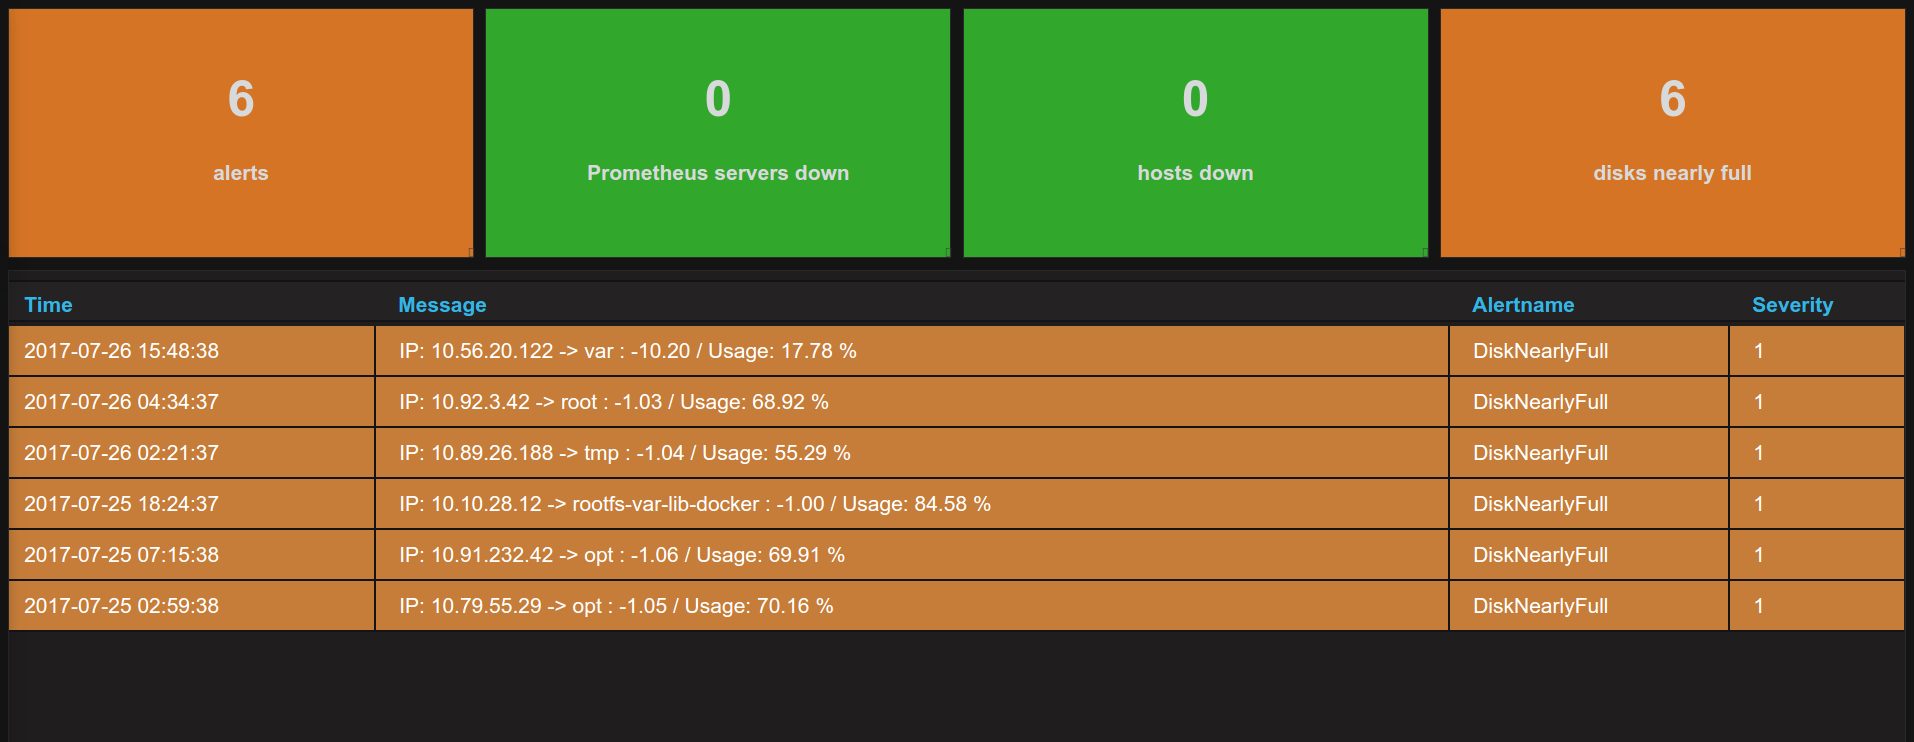 6 0 0 6
alerts Prometheus servers down hosts down disks nearly full
Time Message Alertname Severity
2017-07-26 15:48:38 IP: 10.56.20.122 -> var : -10.20 / Usage: 17.78 % DiskNearlyFull 1
2017-07-26 04:34:37 IP: 10.92.3.42 -> root : -1.03 / Usage: 68.92 % DiskNearlyFull 1
2017-07-26 02:21:37 IP: 10.89.26.188 -> tmp : -1.04 / Usage: 55.29 % DiskNearlyFull 1
2017-07-25 18:24:37 IP: 10.10.28.12 -> rootfs-var-lib-docker : -1.00 / Usage: 84.58 % DiskNearlyFull 1
2017-07-25 07:15:38 IP: 10.91.232.42 -> opt : -1.06 / Usage: 69.91 % DiskNearlyFull 1
2017-07-25 02:59:38 IP: 10.79.55.29 -> opt : -1.05 / Usage: 70.16 % DiskNearlyFull 1